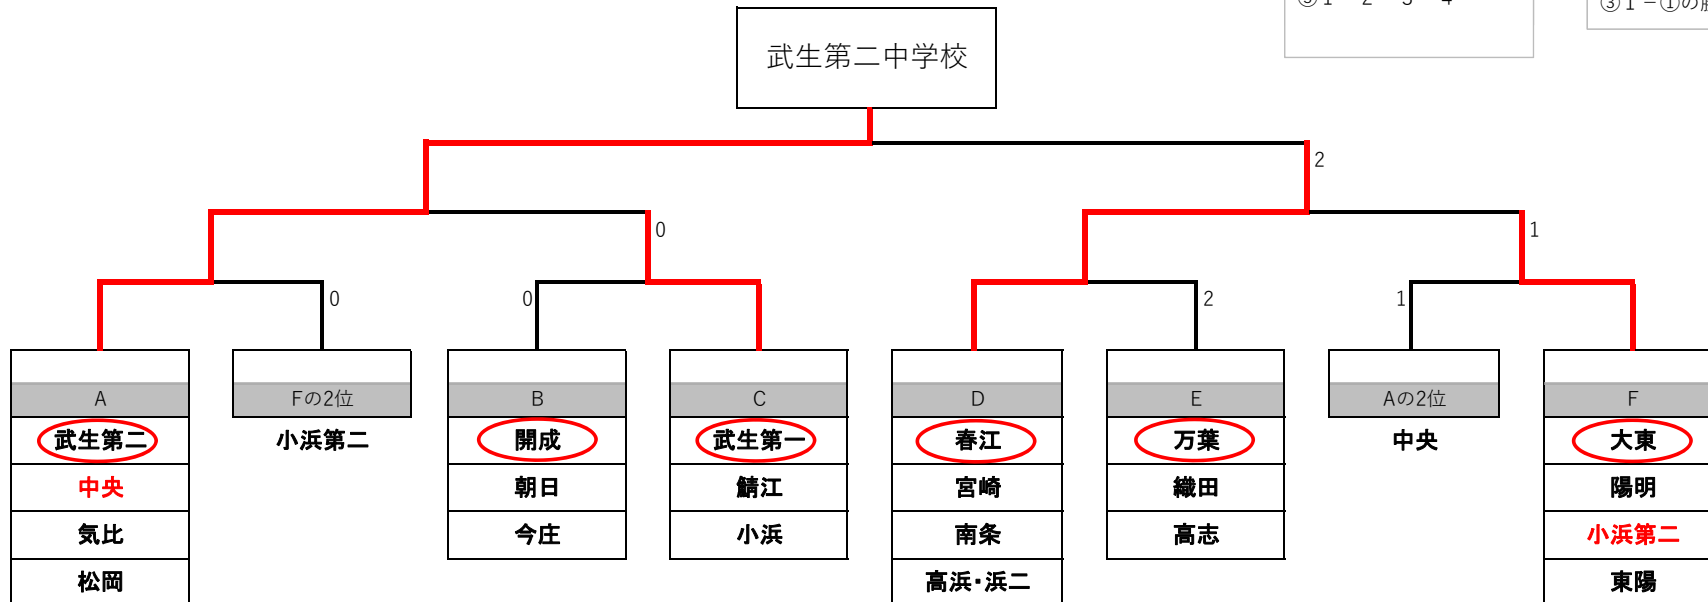 武生第二中学校
2
0
1
0
0
2
1
A
Fの2位
B
C
D
E
Aの2位
F
武生第二
小浜第二
開成
武生第一
春江
万葉
中央
大東
中央
朝日
鯖江
宮崎
織田
陽明
気比
今庄
小浜
南条
高志
小浜第二
松岡
高浜・浜二
東陽